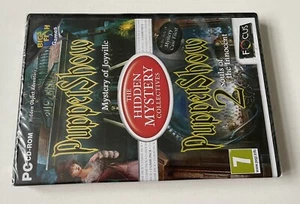 PuppetShow
Mystery of Joyville
THE
HIDDEN
MYSTERY
COLLECTIVES
PuppetShow
2
Souls of
the Innocent
FOCUS
PC CD-ROM
7